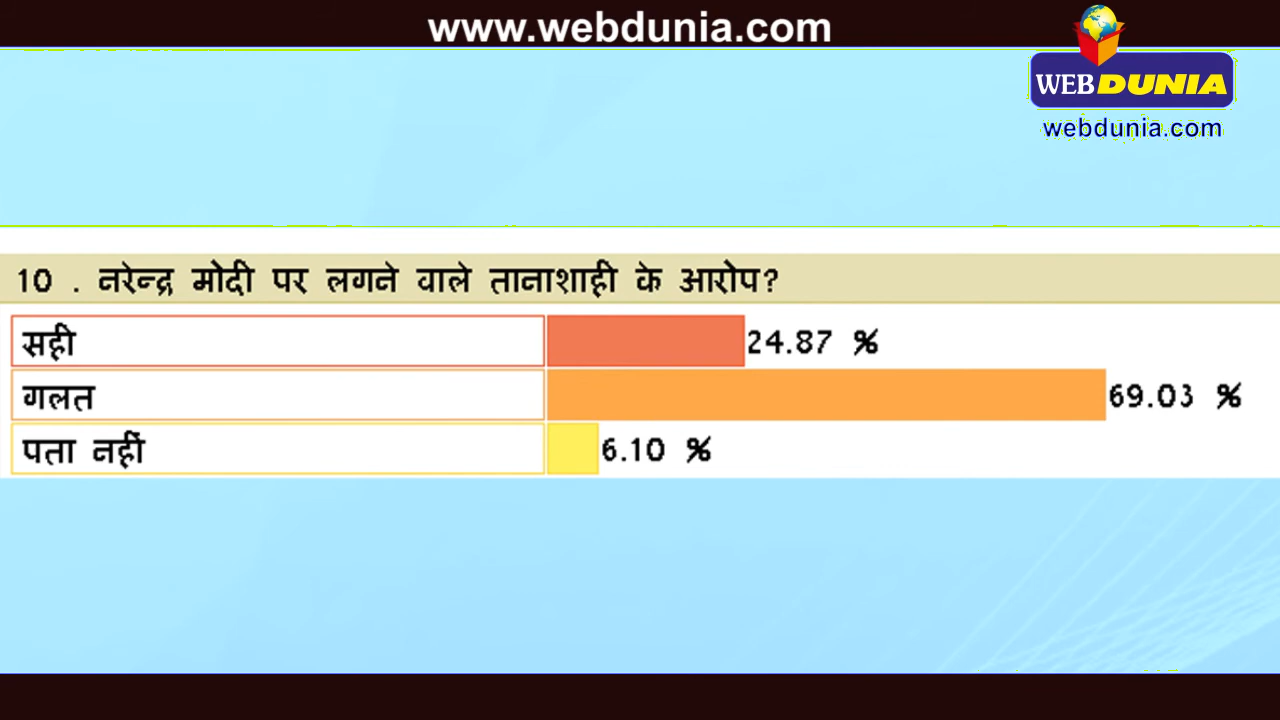 www.webdunia.com
WEBDUNIA
webdunia.com
10 . नरेन्द्र मोदी पर लगने वाले तानाशाही के आरोप?
सही 24.87 %
गलत 69.03 %
पता नहीं 6.10 %